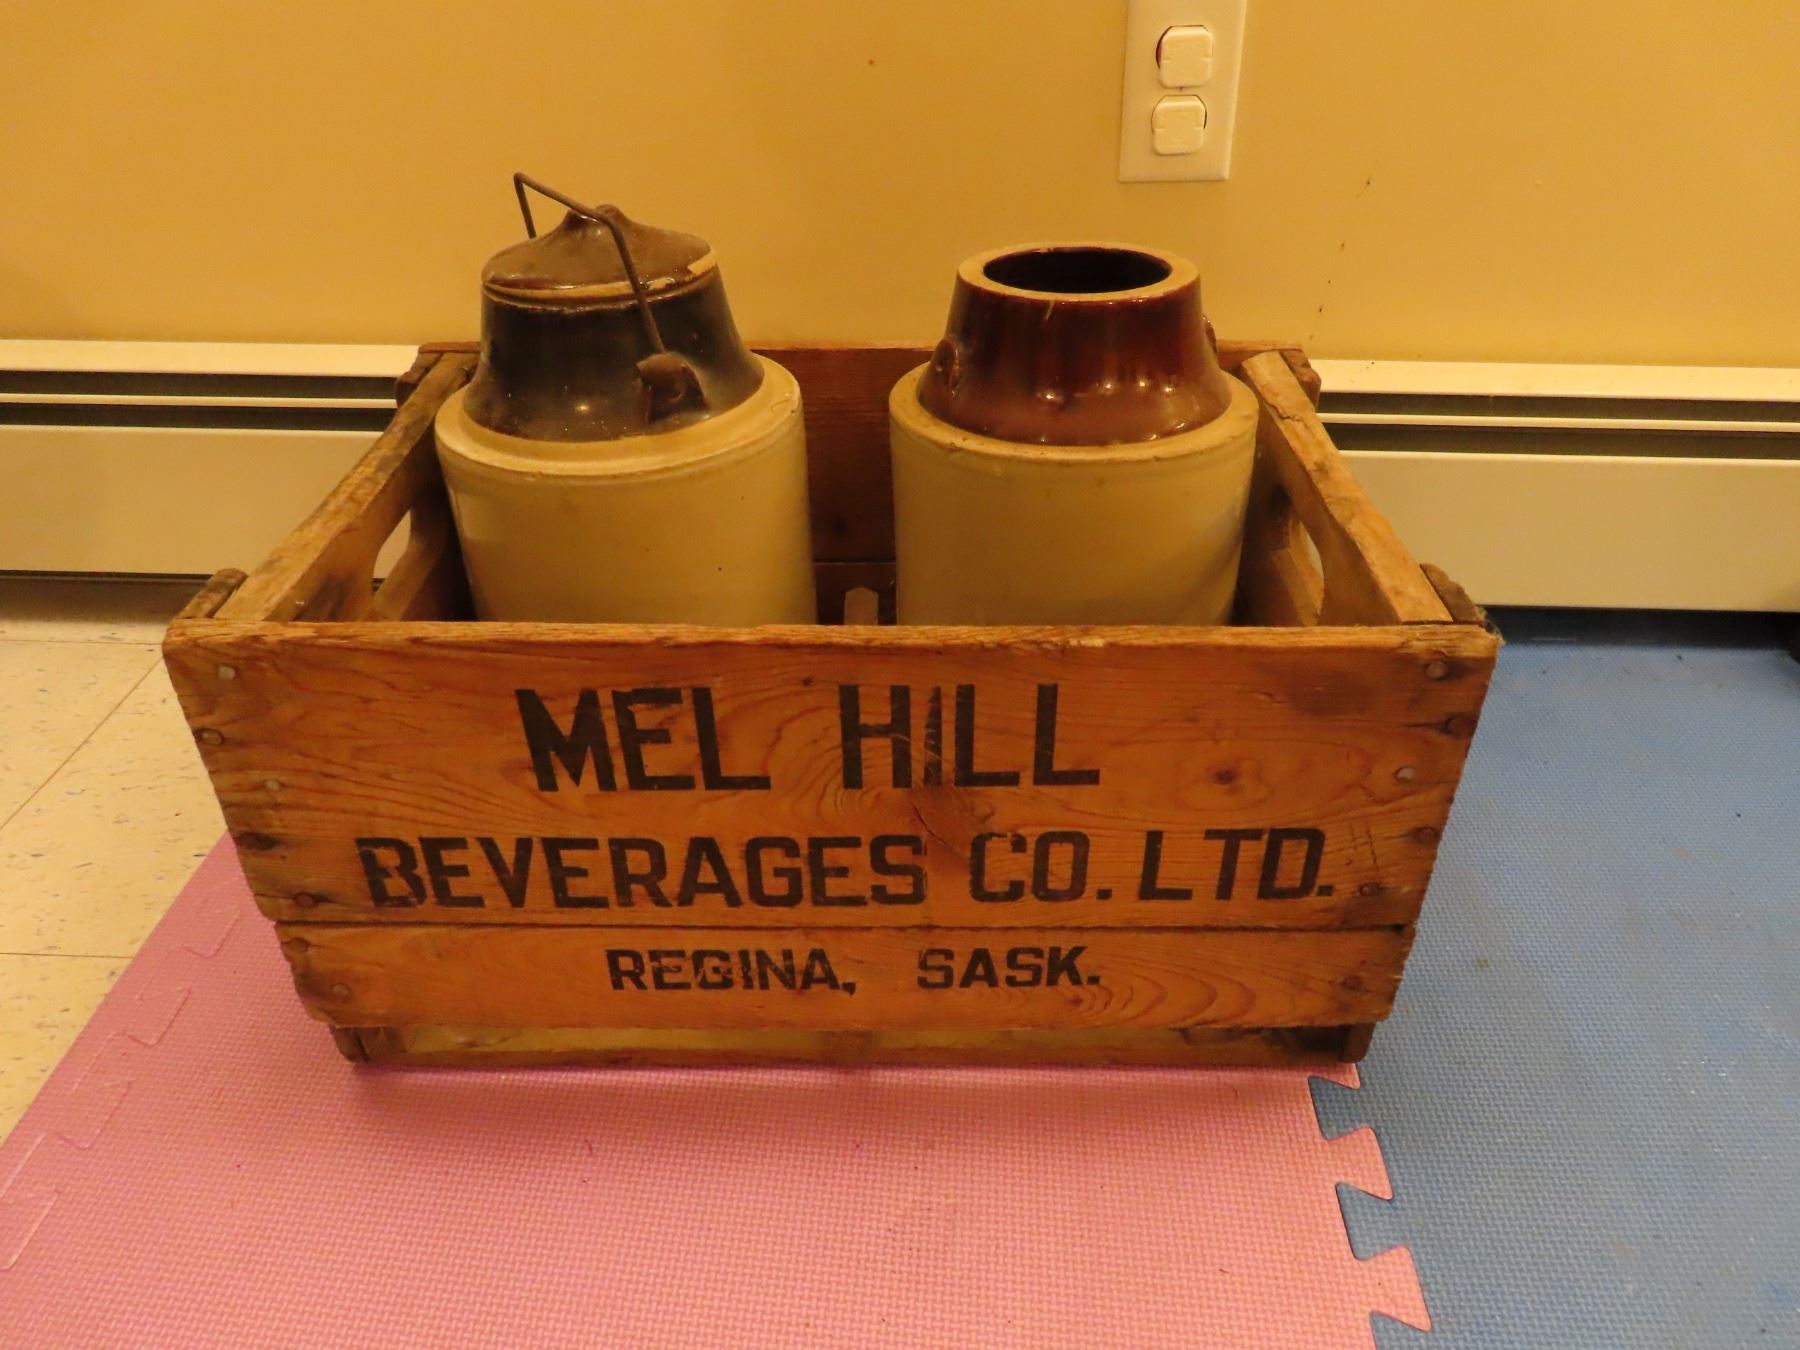 MEL HILL
BEVERAGES CO. LTD.
REGINA, SASK.